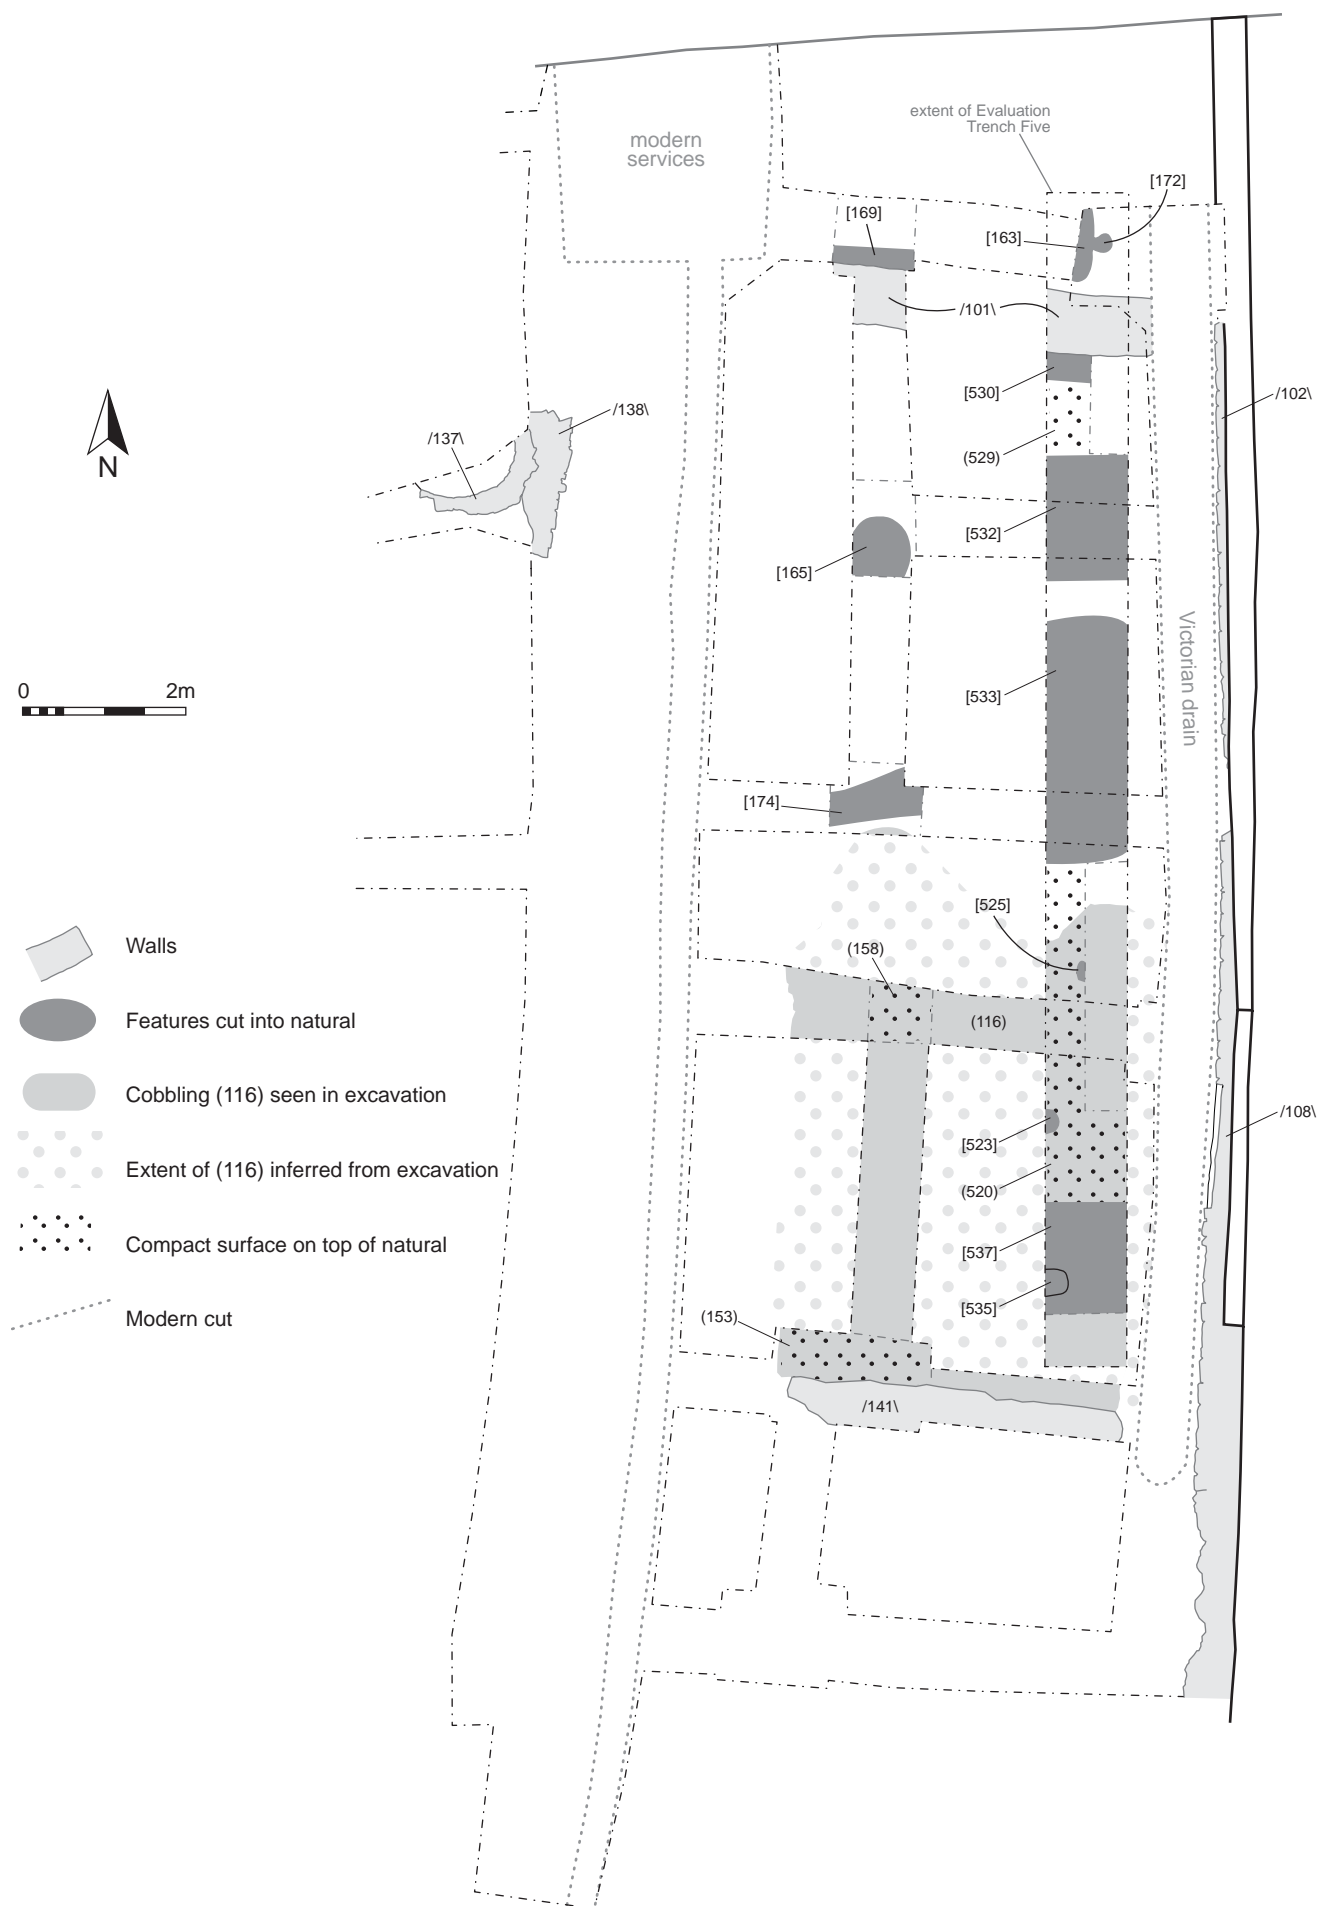 extent of Evaluation
Trench Five
modern
services
[172]
[169]
[163]
/101\
[530]
/102\
/138\
/137\
(529)
N
[532]
[165]
Victorian drain
0 2m
[533]
[174]
[525]
Walls
(158)
Features cut into natural
(116)
Cobbling (116) seen in excavation
/108\
[523]
Extent of (116) inferred from excavation
(520)
Compact surface on top of natural
[537]
[535]
Modern cut
(153)
/141\